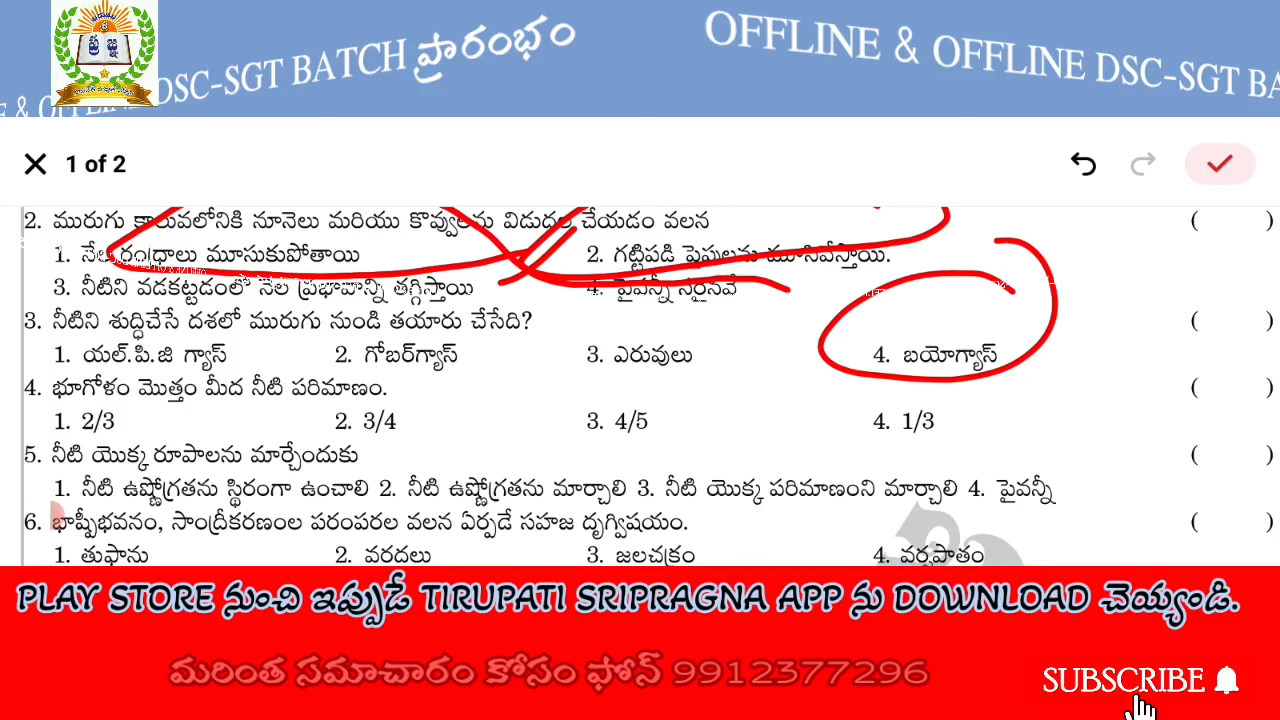 DSC-SGT BATCH ప్రారంభం OFFLINE & OFFLINE DSC-SGT BA
ప్రజ్ఞ
1 of 2
2. మురుగు కాలువలోనికి నూనెలు మరియు కొవ్వులను విడుదల చేయడం వలన ( )
1. నేల రంధ్రాలు మూసుకుపోతాయి 2. గట్టిపడి పైపులను మూసివేస్తాయి.
3. నీటిని వడకట్టడంలో నేల ప్రభావాన్ని తగ్గిస్తాయి 4. పైవన్నీ సరైనవే
3. నీటిని శుద్ధిచేసే దశలో మురుగు నుండి తయారు చేసేది? ( )
1. యల్.పి.జి గ్యాస్ 2. గోబర్‌గ్యాస్ 3. ఎరువులు 4. బయోగ్యాస్
4. భూగోళం మొత్తం మీద నీటి పరిమాణం. ( )
1. 2/3 2. 3/4 3. 4/5 4. 1/3
5. నీటి యొక్క రూపాలను మార్చేందుకు ( )
1. నీటి ఉష్ణోగ్రతను స్థిరంగా ఉంచాలి 2. నీటి ఉష్ణోగ్రతను మార్చాలి 3. నీటి యొక్క పరిమాణంని మార్చాలి 4. పైవన్నీ
6. భాష్పీభవనం, సాంద్రీకరణంల పరంపరల వలన ఏర్పడే సహజ దృగ్విషయం. ( )
1. తుఫాను 2. వరదలు 3. జలచక్రం 4. వర్షపాతం
PLAY STORE నుంచి ఇప్పుడే TIRUPATI SRIPRAGNA APP ను DOWNLOAD చెయ్యండి.
మరింత సమాచారం కోసం ఫోన్ 9912377296
SUBSCRIBE